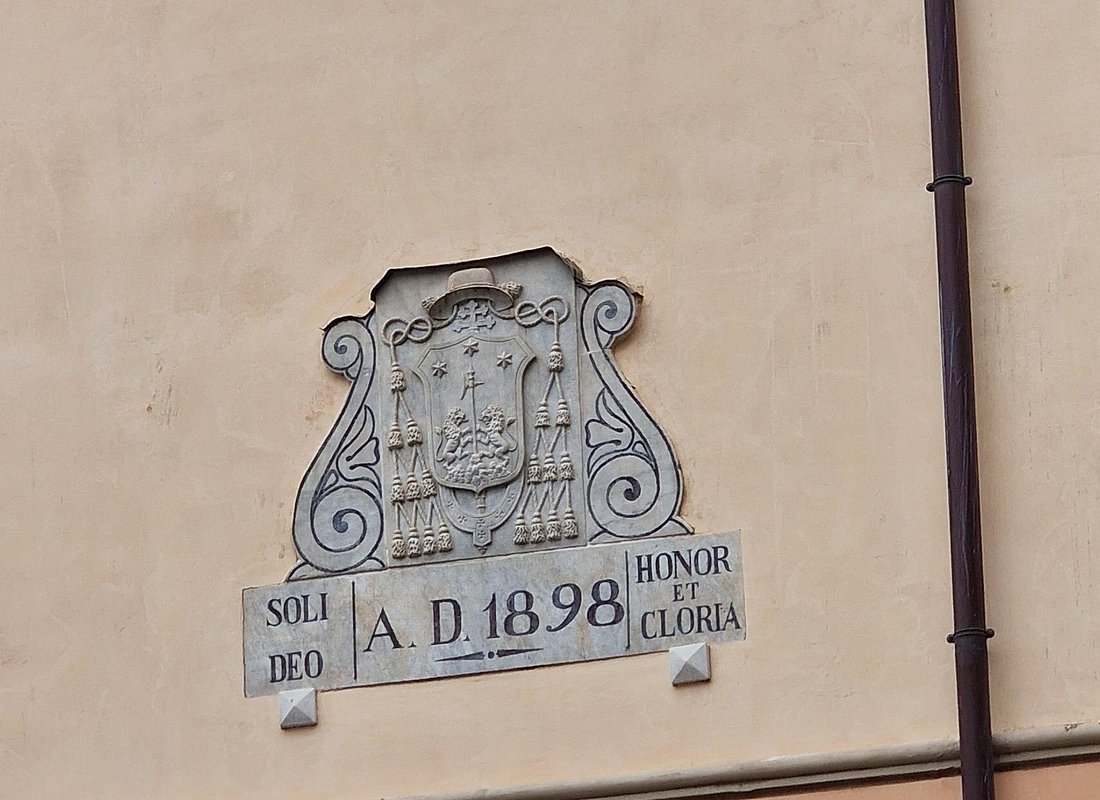 SOLI
DEO
A. D. 1898
HONOR
ET
CLORIA